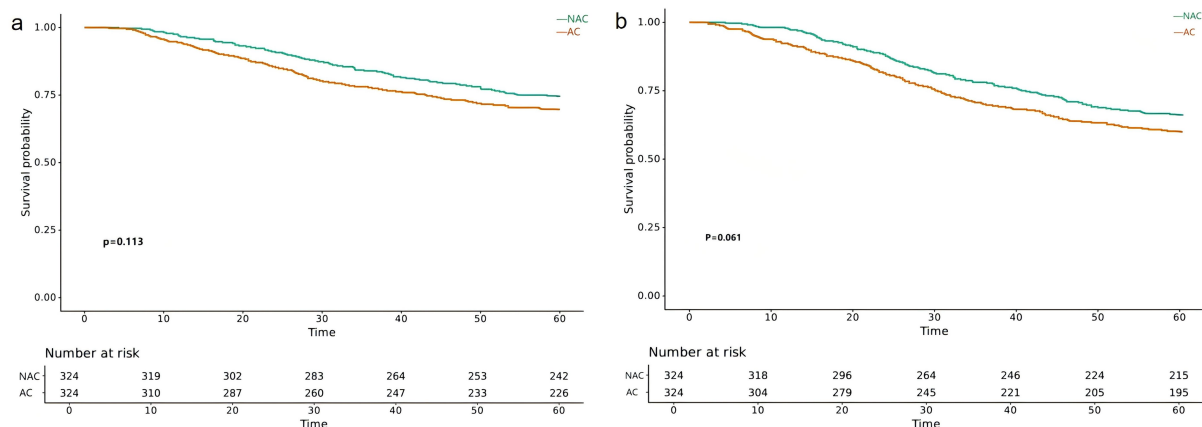 a
NAC
AC
1.00
0.75
0.50
0.25
0.00
Survival probability
p=0.113
0 10 20 30 40 50 60
Time
Number at risk
NAC 324 319 302 283 264 253 242
AC 324 310 287 260 247 233 226
0 10 20 30 40 50 60
Time
b
NAC
AC
1.00
0.75
0.50
0.25
0.00
Survival probability
P=0.061
0 10 20 30 40 50 60
Time
Number at risk
NAC 324 318 296 264 246 224 215
AC 324 304 279 245 221 205 195
0 10 20 30 40 50 60
Time